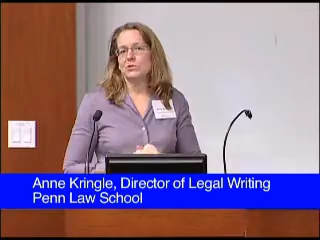 Anne Kringle, Director of Legal Writing
Penn Law School